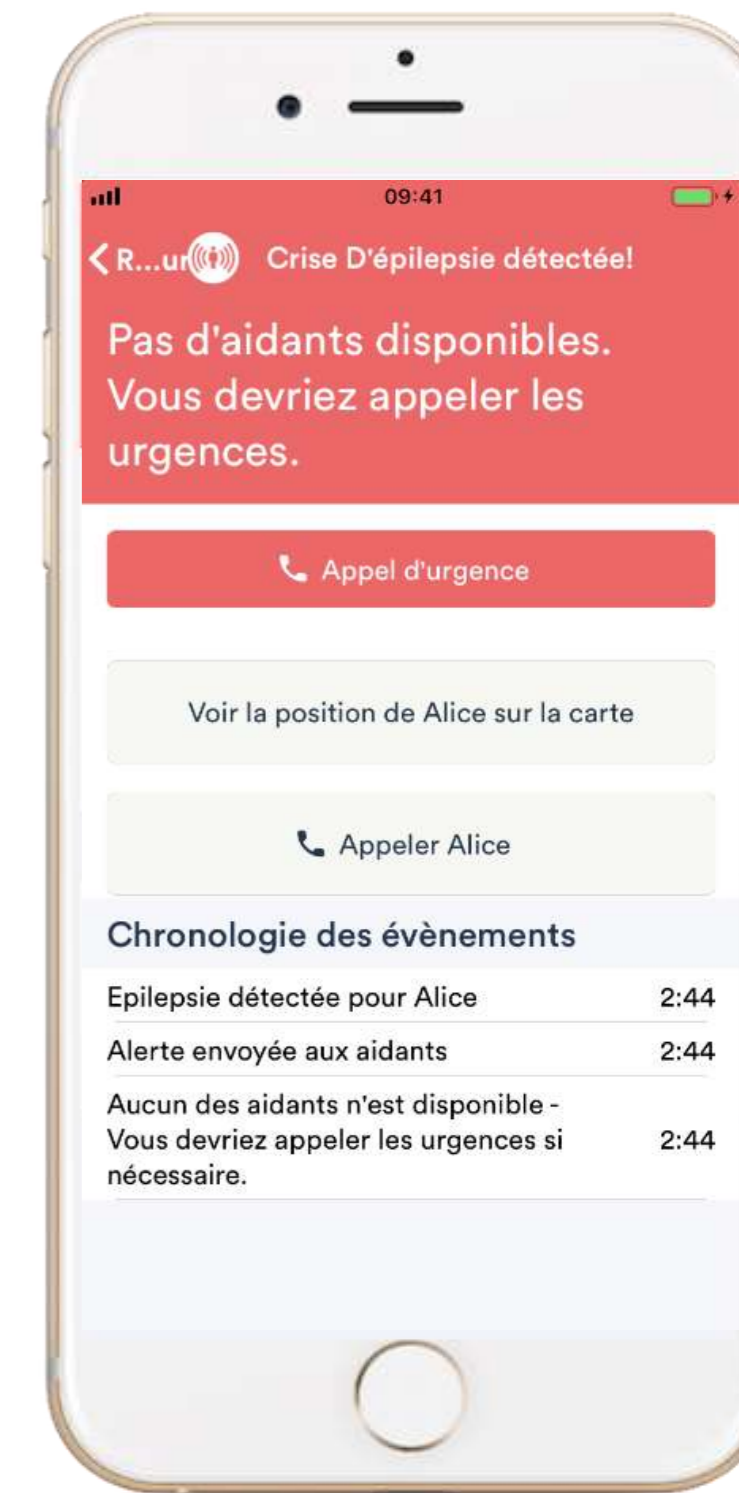 09:41
R...ur
Crise D'épilepsie détectée!
Pas d'aidants disponibles.
Vous devriez appeler les
urgences.
Appel d'urgence
Voir la position de Alice sur la carte
Appeler Alice
Chronologie des évènements
Epilepsie détectée pour Alice 2:44
Alerte envoyée aux aidants 2:44
Aucun des aidants n'est disponible -
Vous devriez appeler les urgences si 2:44
nécessaire.